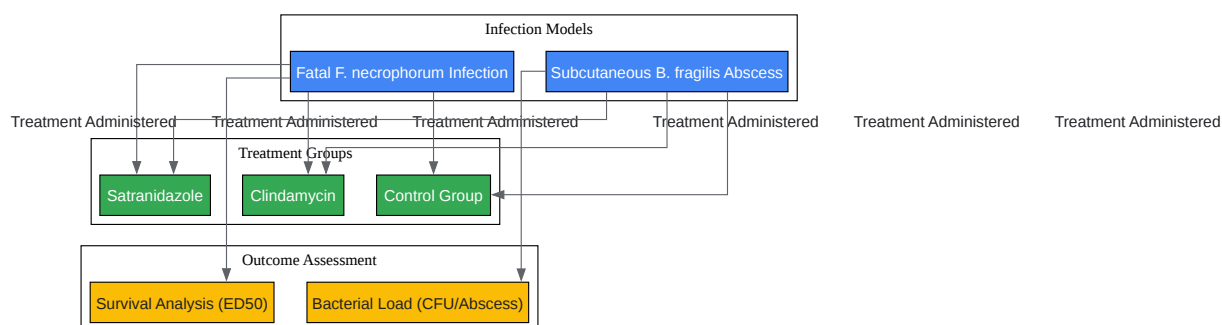 Infection Models
Fatal F. necrophorum Infection
Subcutaneous B. fragilis Abscess
Treatment Administered
Treatment Administered
Treatment Administered
Treatment Administered
Treatment Administered
Treatment Administered
Treatment Groups
Satranidazole
Clindamycin
Control Group
Outcome Assessment
Survival Analysis (ED50)
Bacterial Load (CFU/Abscess)